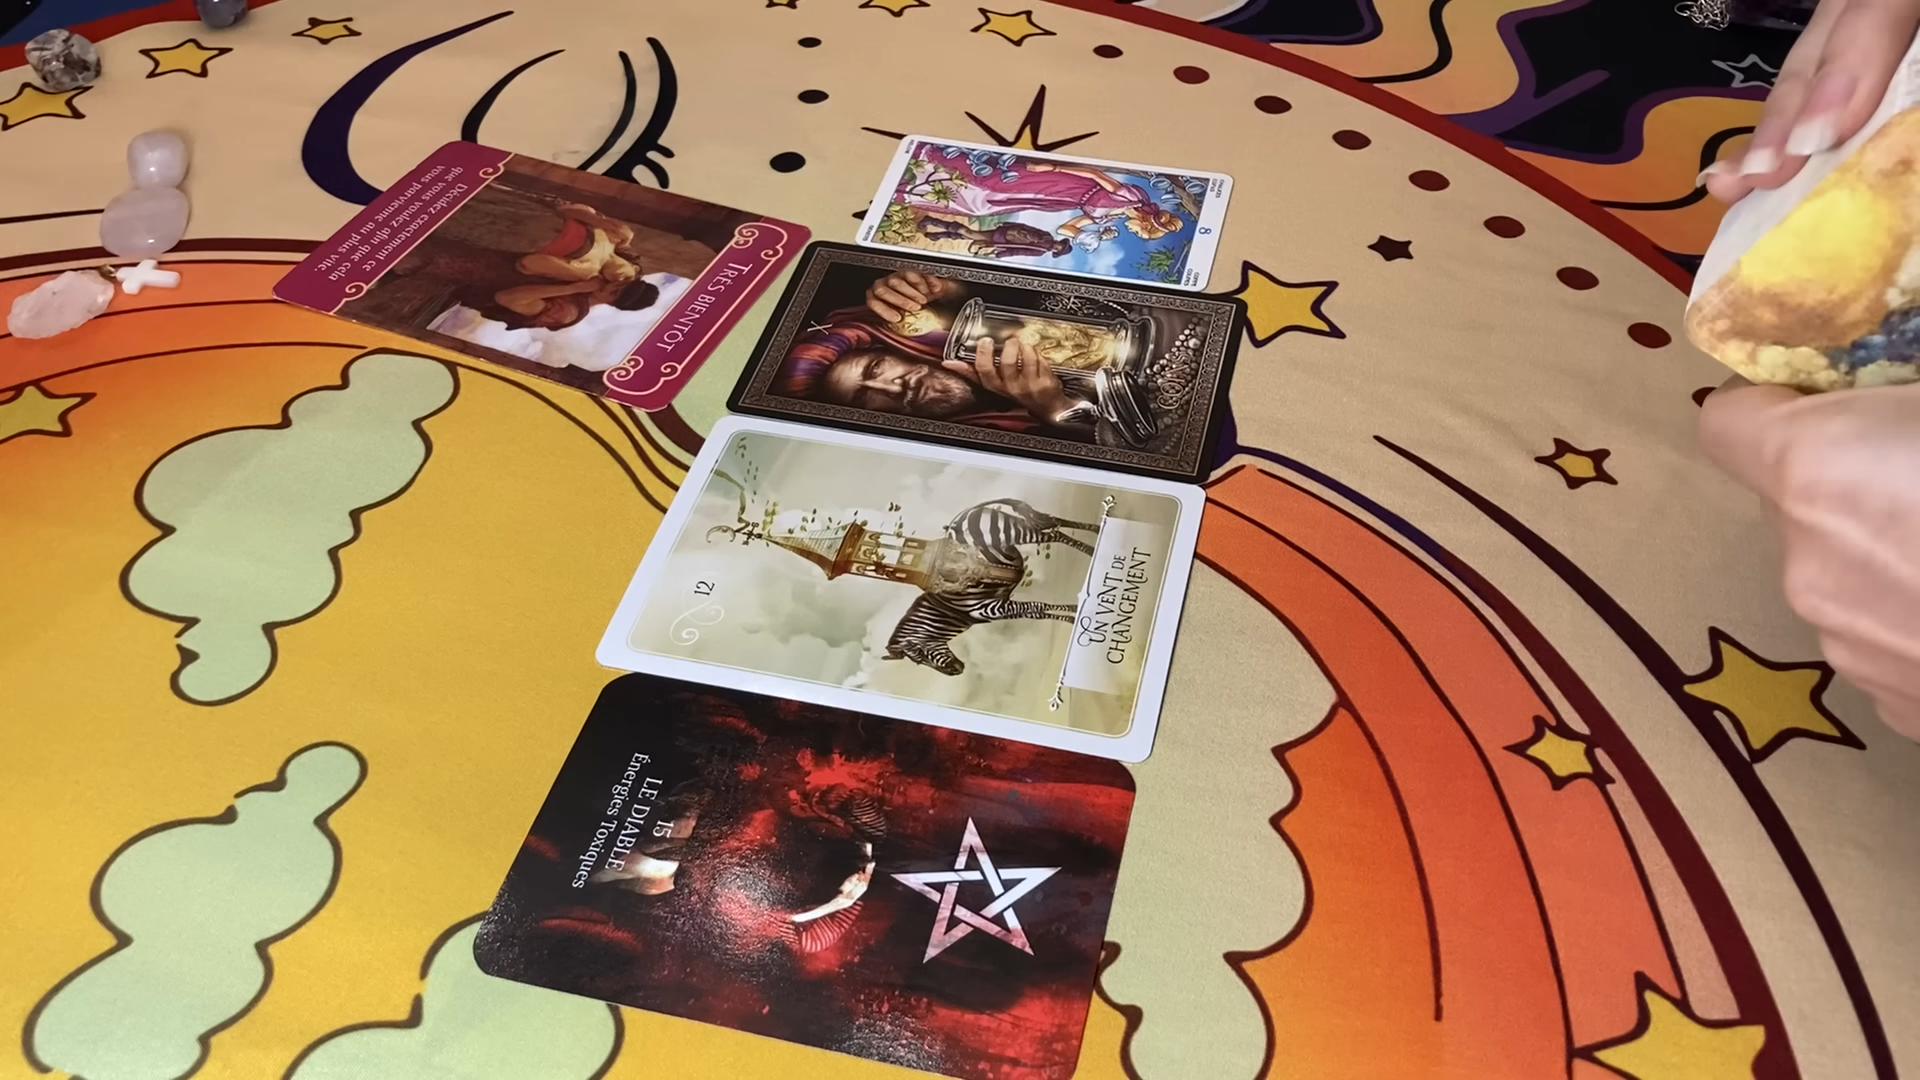 TRÈS BIENTÔT
Décidez exactement ce
que vous voulez afin que cela
vous parvienne au plus vite.
8
X
COINS
12
UN VENT DE
CHANGEMENT
15
LE DIABLE
Énergies Toxiques